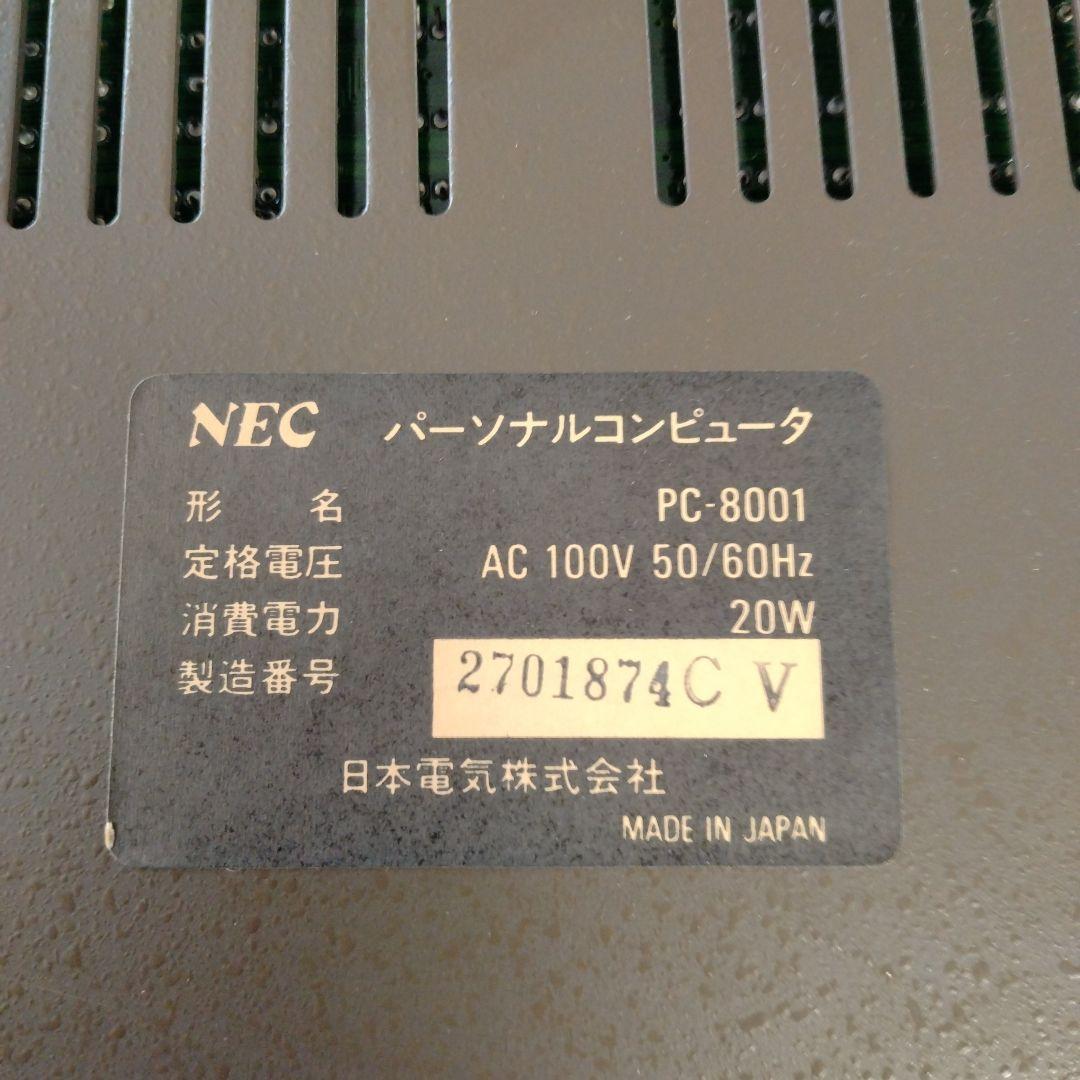 NEC パーソナルコンピュータ
形名 PC-8001
定格電圧 AC 100V 50/60Hz
消費電力 20W
製造番号 2701874C V
日本電気株式会社
MADE IN JAPAN